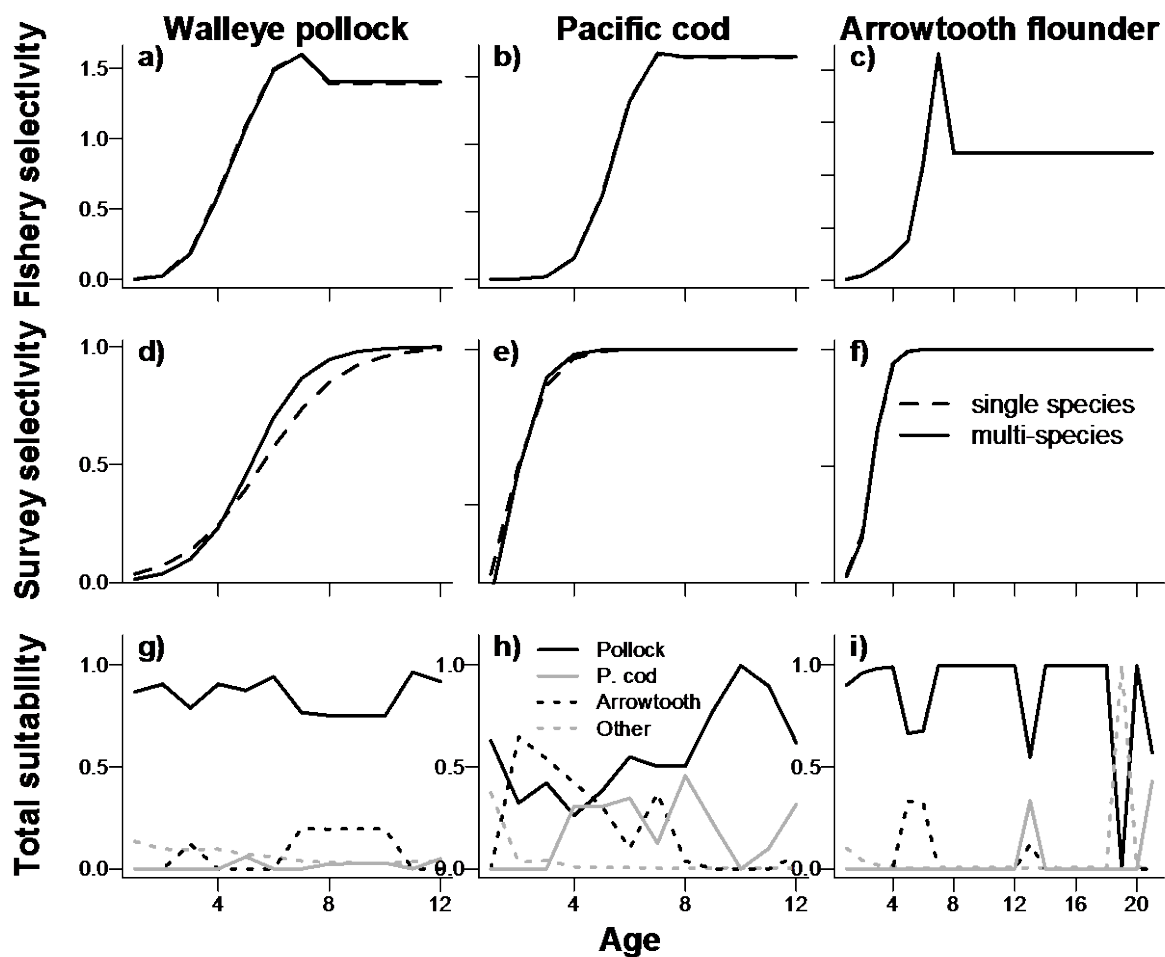 Walleye pollock Pacific cod Arrowtooth flounder
Fishery selectivity
a) b) c)
1.5
1.0
0.5
0.0
4 8 12
Survey selectivity
d) e) f)
1.0
0.5
0.0
single species
multi-species
Total suitability
g) h) i)
1.0 1.0 1.0
0.5 0.5 0.5
0.0 0.0 0.0
Pollock
P. cod
Arrowtooth
Other
4 8 12 4 8 12 4 8 12 16 20
Age